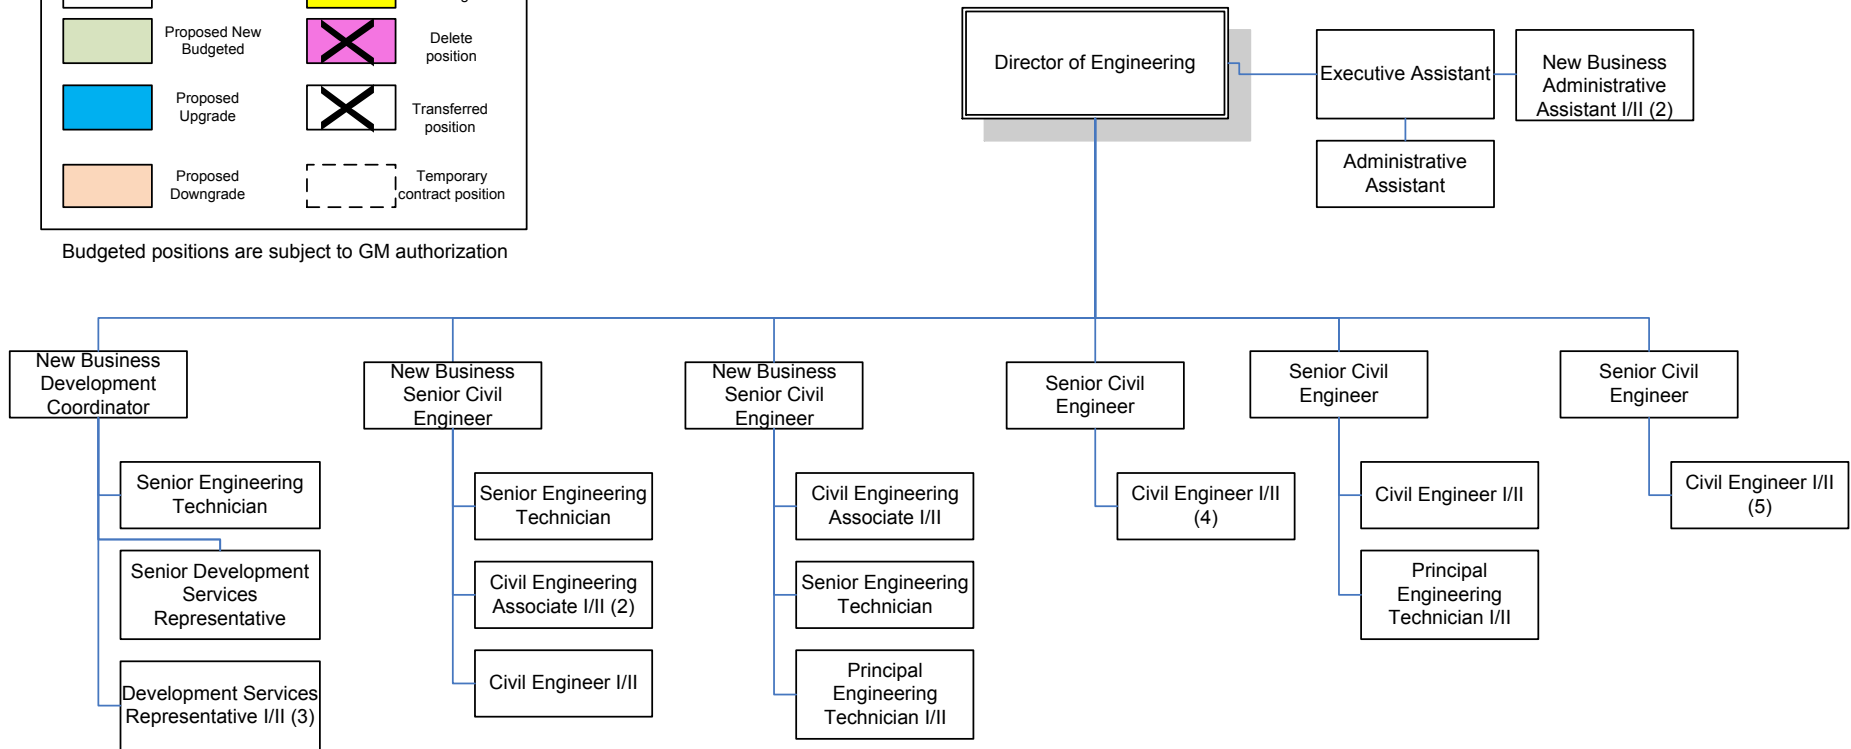 Proposed New
Budgeted
Delete
position
Proposed
Upgrade
Transferred
position
Proposed
Downgrade
Temporary
contract position
Budgeted positions are subject to GM authorization
Director of Engineering
Executive Assistant
New Business
Administrative
Assistant I/II (2)
Administrative
Assistant
New Business
Development
Coordinator
Senior Engineering
Technician
Senior Development
Services
Representative
Development Services
Representative I/II (3)
New Business
Senior Civil
Engineer
Senior Engineering
Technician
Civil Engineering
Associate I/II (2)
Civil Engineer I/II
New Business
Senior Civil
Engineer
Civil Engineering
Associate I/II
Senior Engineering
Technician
Principal
Engineering
Technician I/II
Senior Civil
Engineer
Civil Engineer I/II
(4)
Senior Civil
Engineer
Civil Engineer I/II
Principal
Engineering
Technician I/II
Senior Civil
Engineer
Civil Engineer I/II
(5)